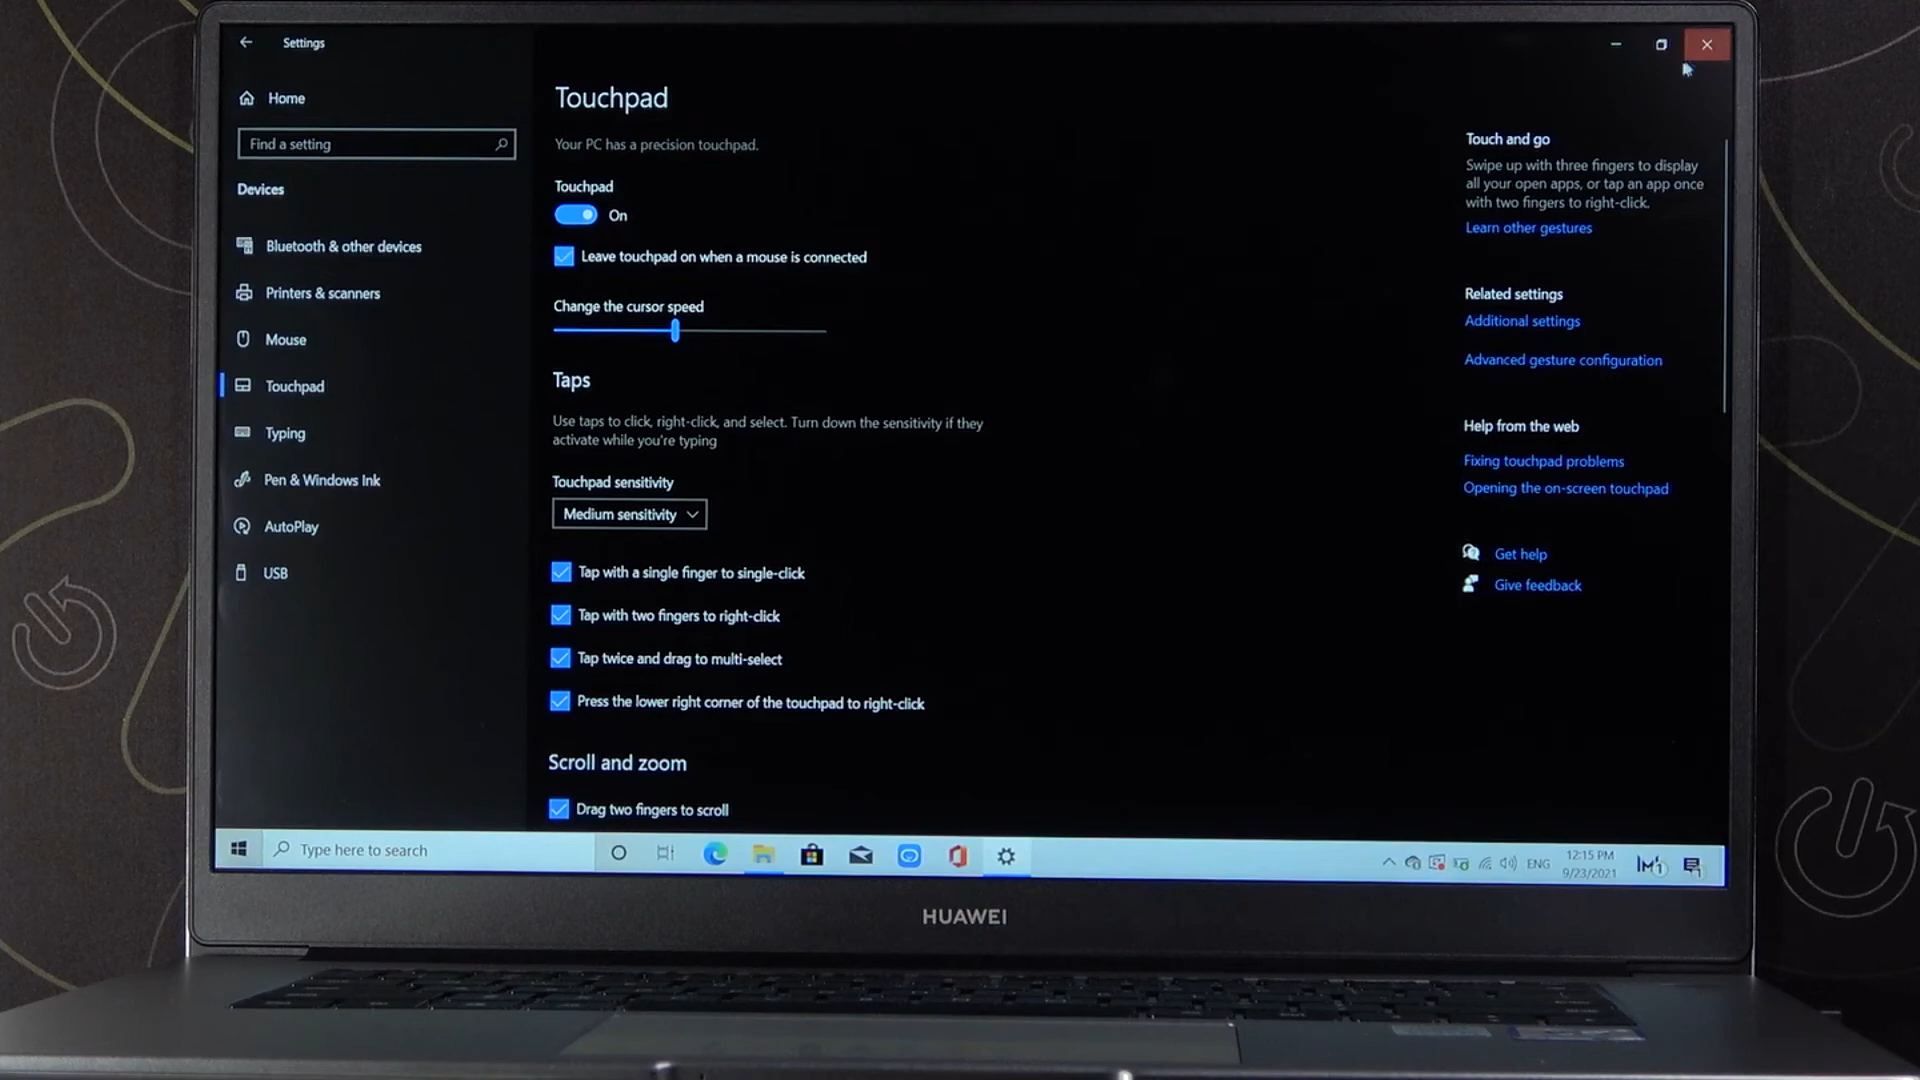 Settings
Home
Find a setting
Devices
Bluetooth & other devices
Printers & scanners
Mouse
Touchpad
Typing
Pen & Windows Ink
AutoPlay
USB
Touchpad
Your PC has a precision touchpad.
Touchpad
On
Leave touchpad on when a mouse is connected
Change the cursor speed
Taps
Use taps to click, right-click, and select. Turn down the sensitivity if they
activate while you're typing
Touchpad sensitivity
Medium sensitivity
Tap with a single finger to single-click
Tap with two fingers to right-click
Tap twice and drag to multi-select
Press the lower right corner of the touchpad to right-click
Scroll and zoom
Drag two fingers to scroll
Touch and go
Swipe up with three fingers to display
all your open apps, or tap an app once
with two fingers to right-click.
Learn other gestures
Related settings
Additional settings
Advanced gesture configuration
Help from the web
Fixing touchpad problems
Opening the on-screen touchpad
Get help
Give feedback
Type here to search
ENG
12:15 PM
9/23/2021
HUAWEI